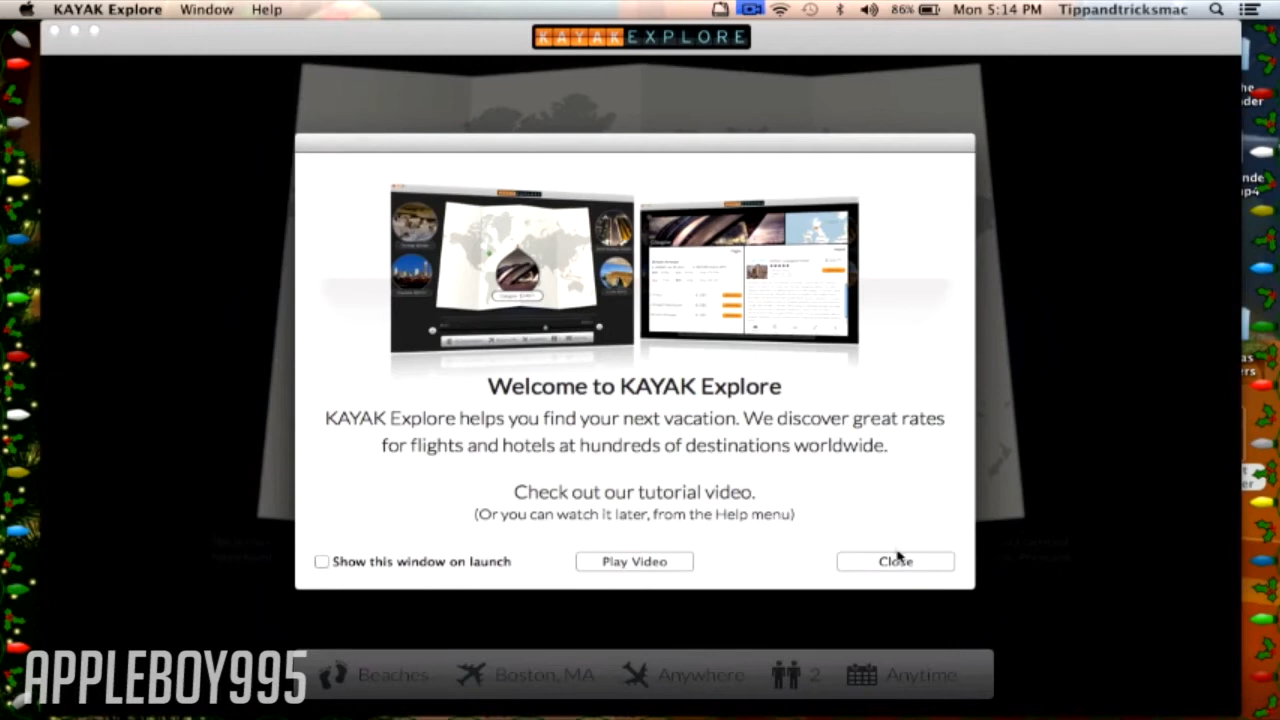 KAYAK Explore Window Help 86% Mon 5:14 PM Tippandtricksmac
KAYAKEXPLORE
Welcome to KAYAK Explore
KAYAK Explore helps you find your next vacation. We discover great rates
for flights and hotels at hundreds of destinations worldwide.
Check out our tutorial video.
(Or you can watch it later, from the Help menu)
Show this window on launch Play Video Close
Beaches Boston, MA Anywhere 2 Anytime
APPLEBOY995